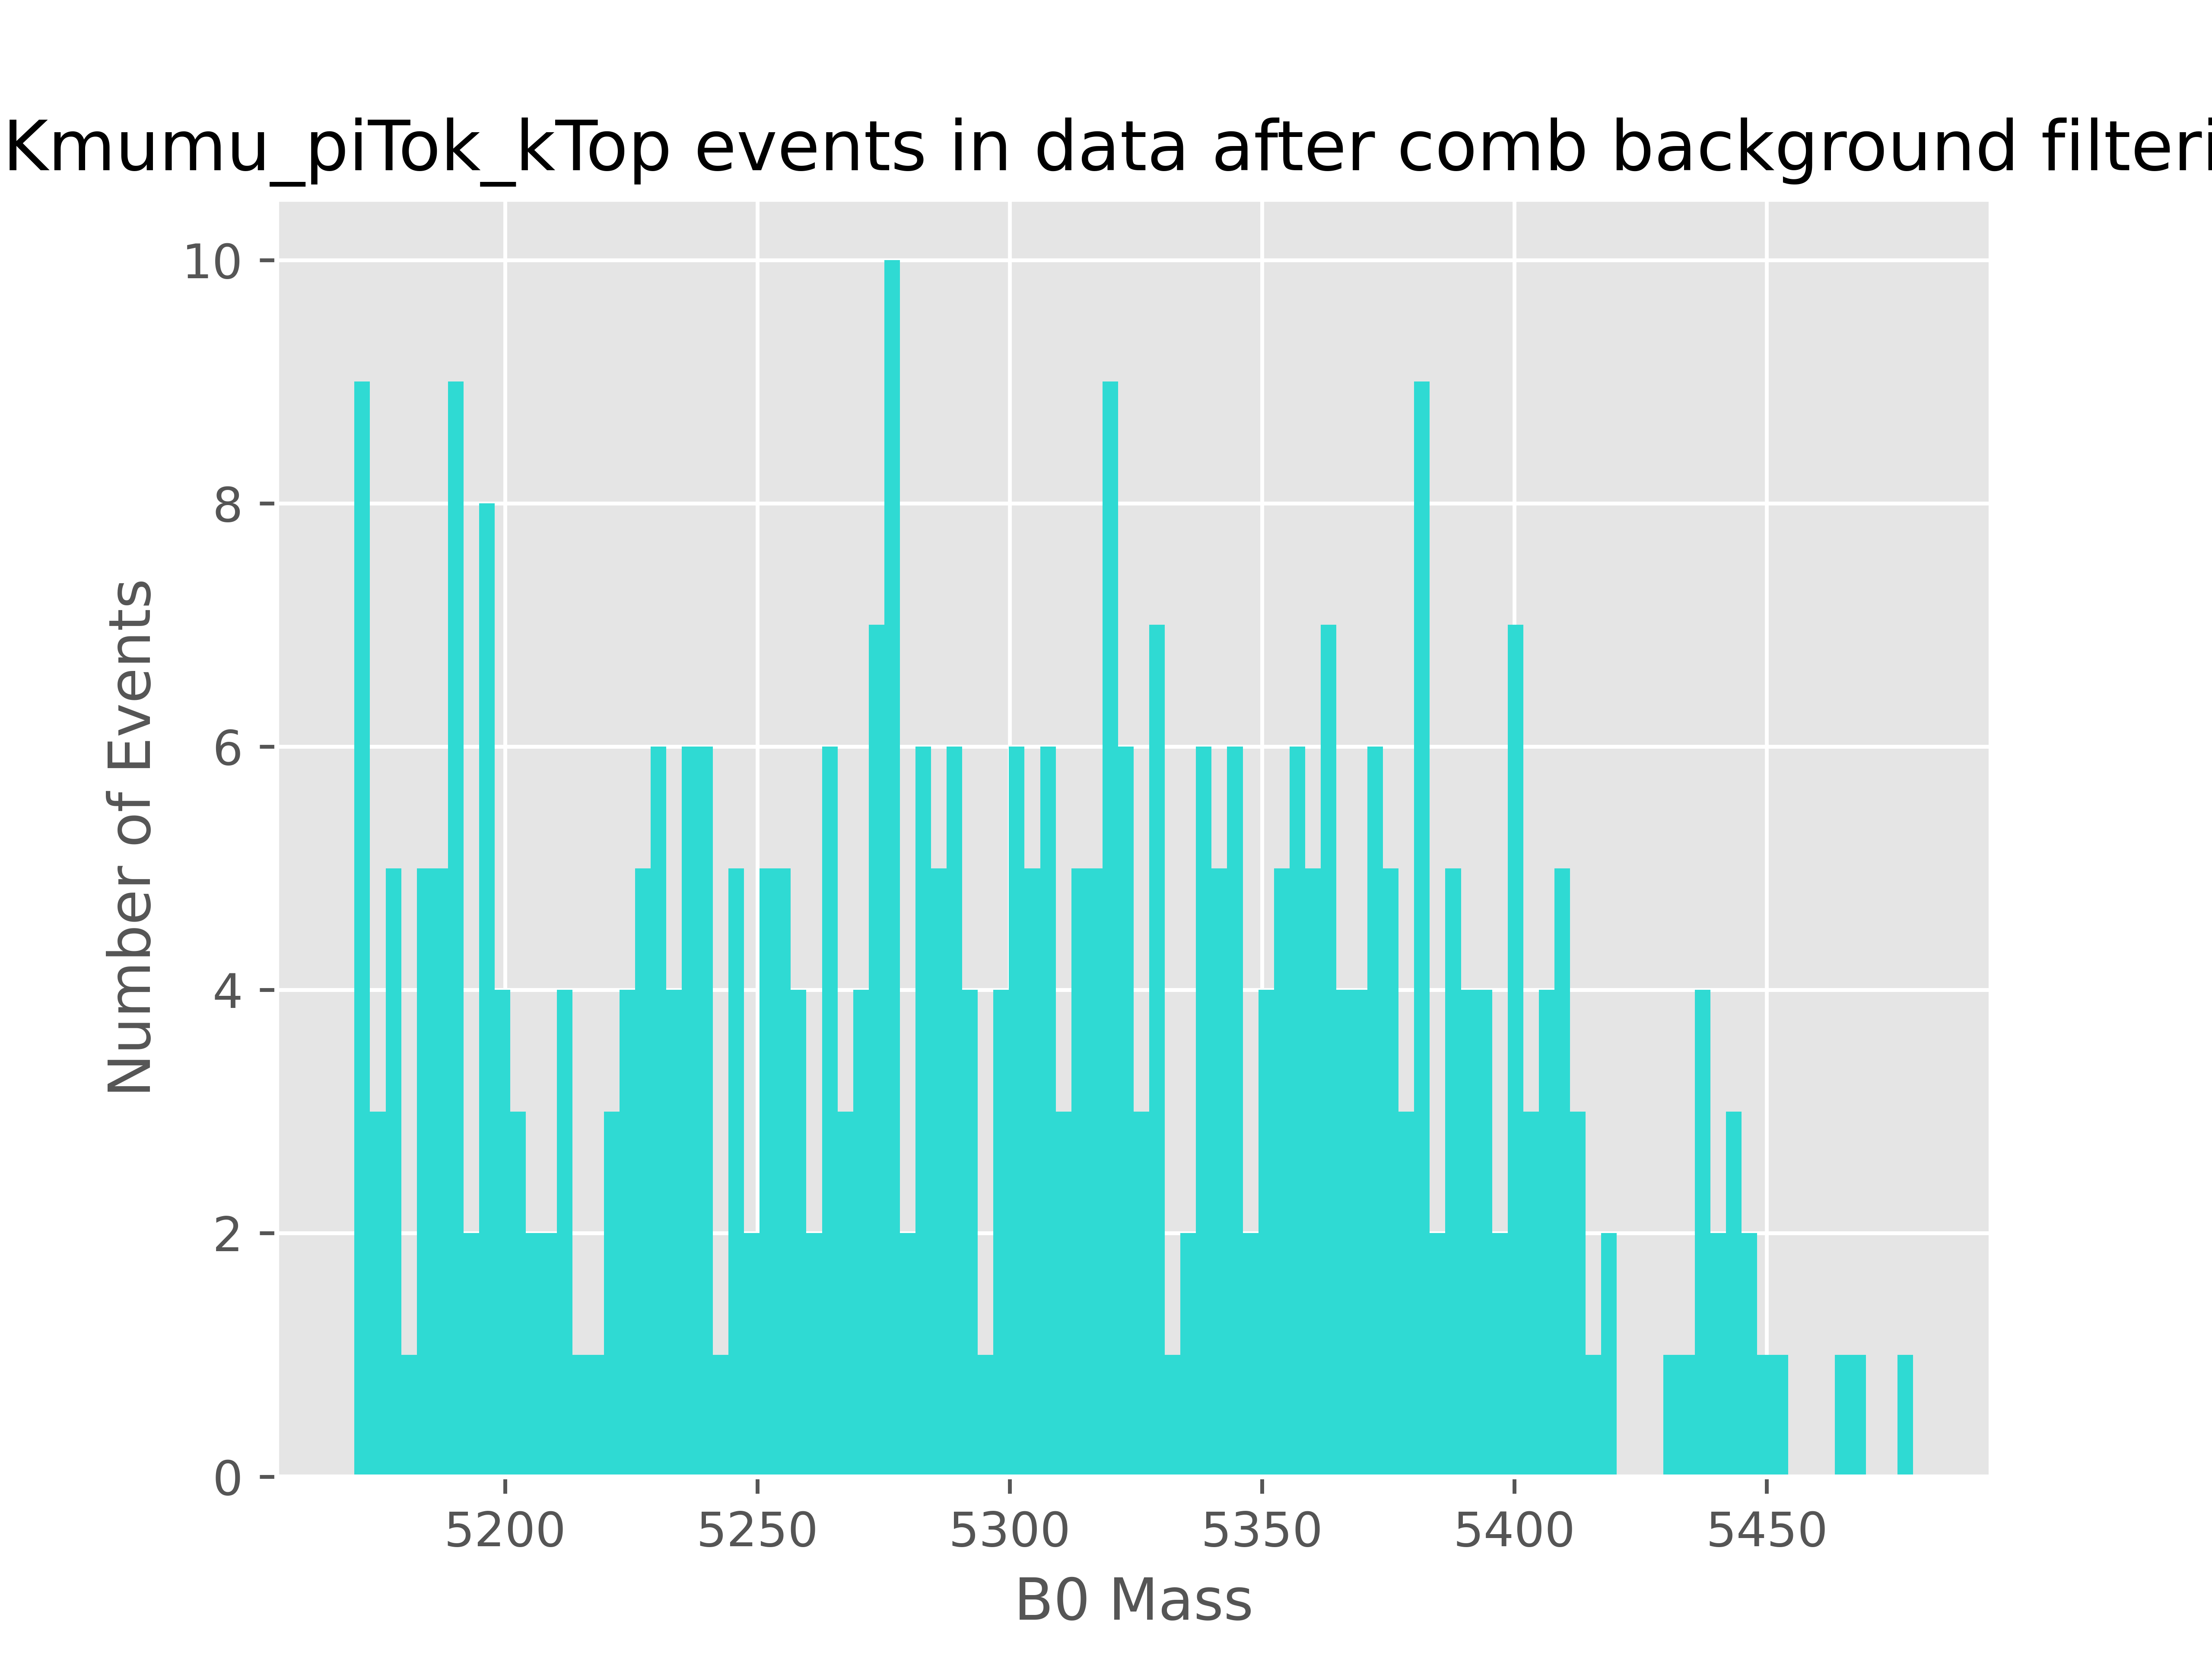 Kmumu_piTok_kTop events in data after comb background filteri
10
8
6
4
2
0
Number of Events
5200 5250 5300 5350 5400 5450
B0 Mass